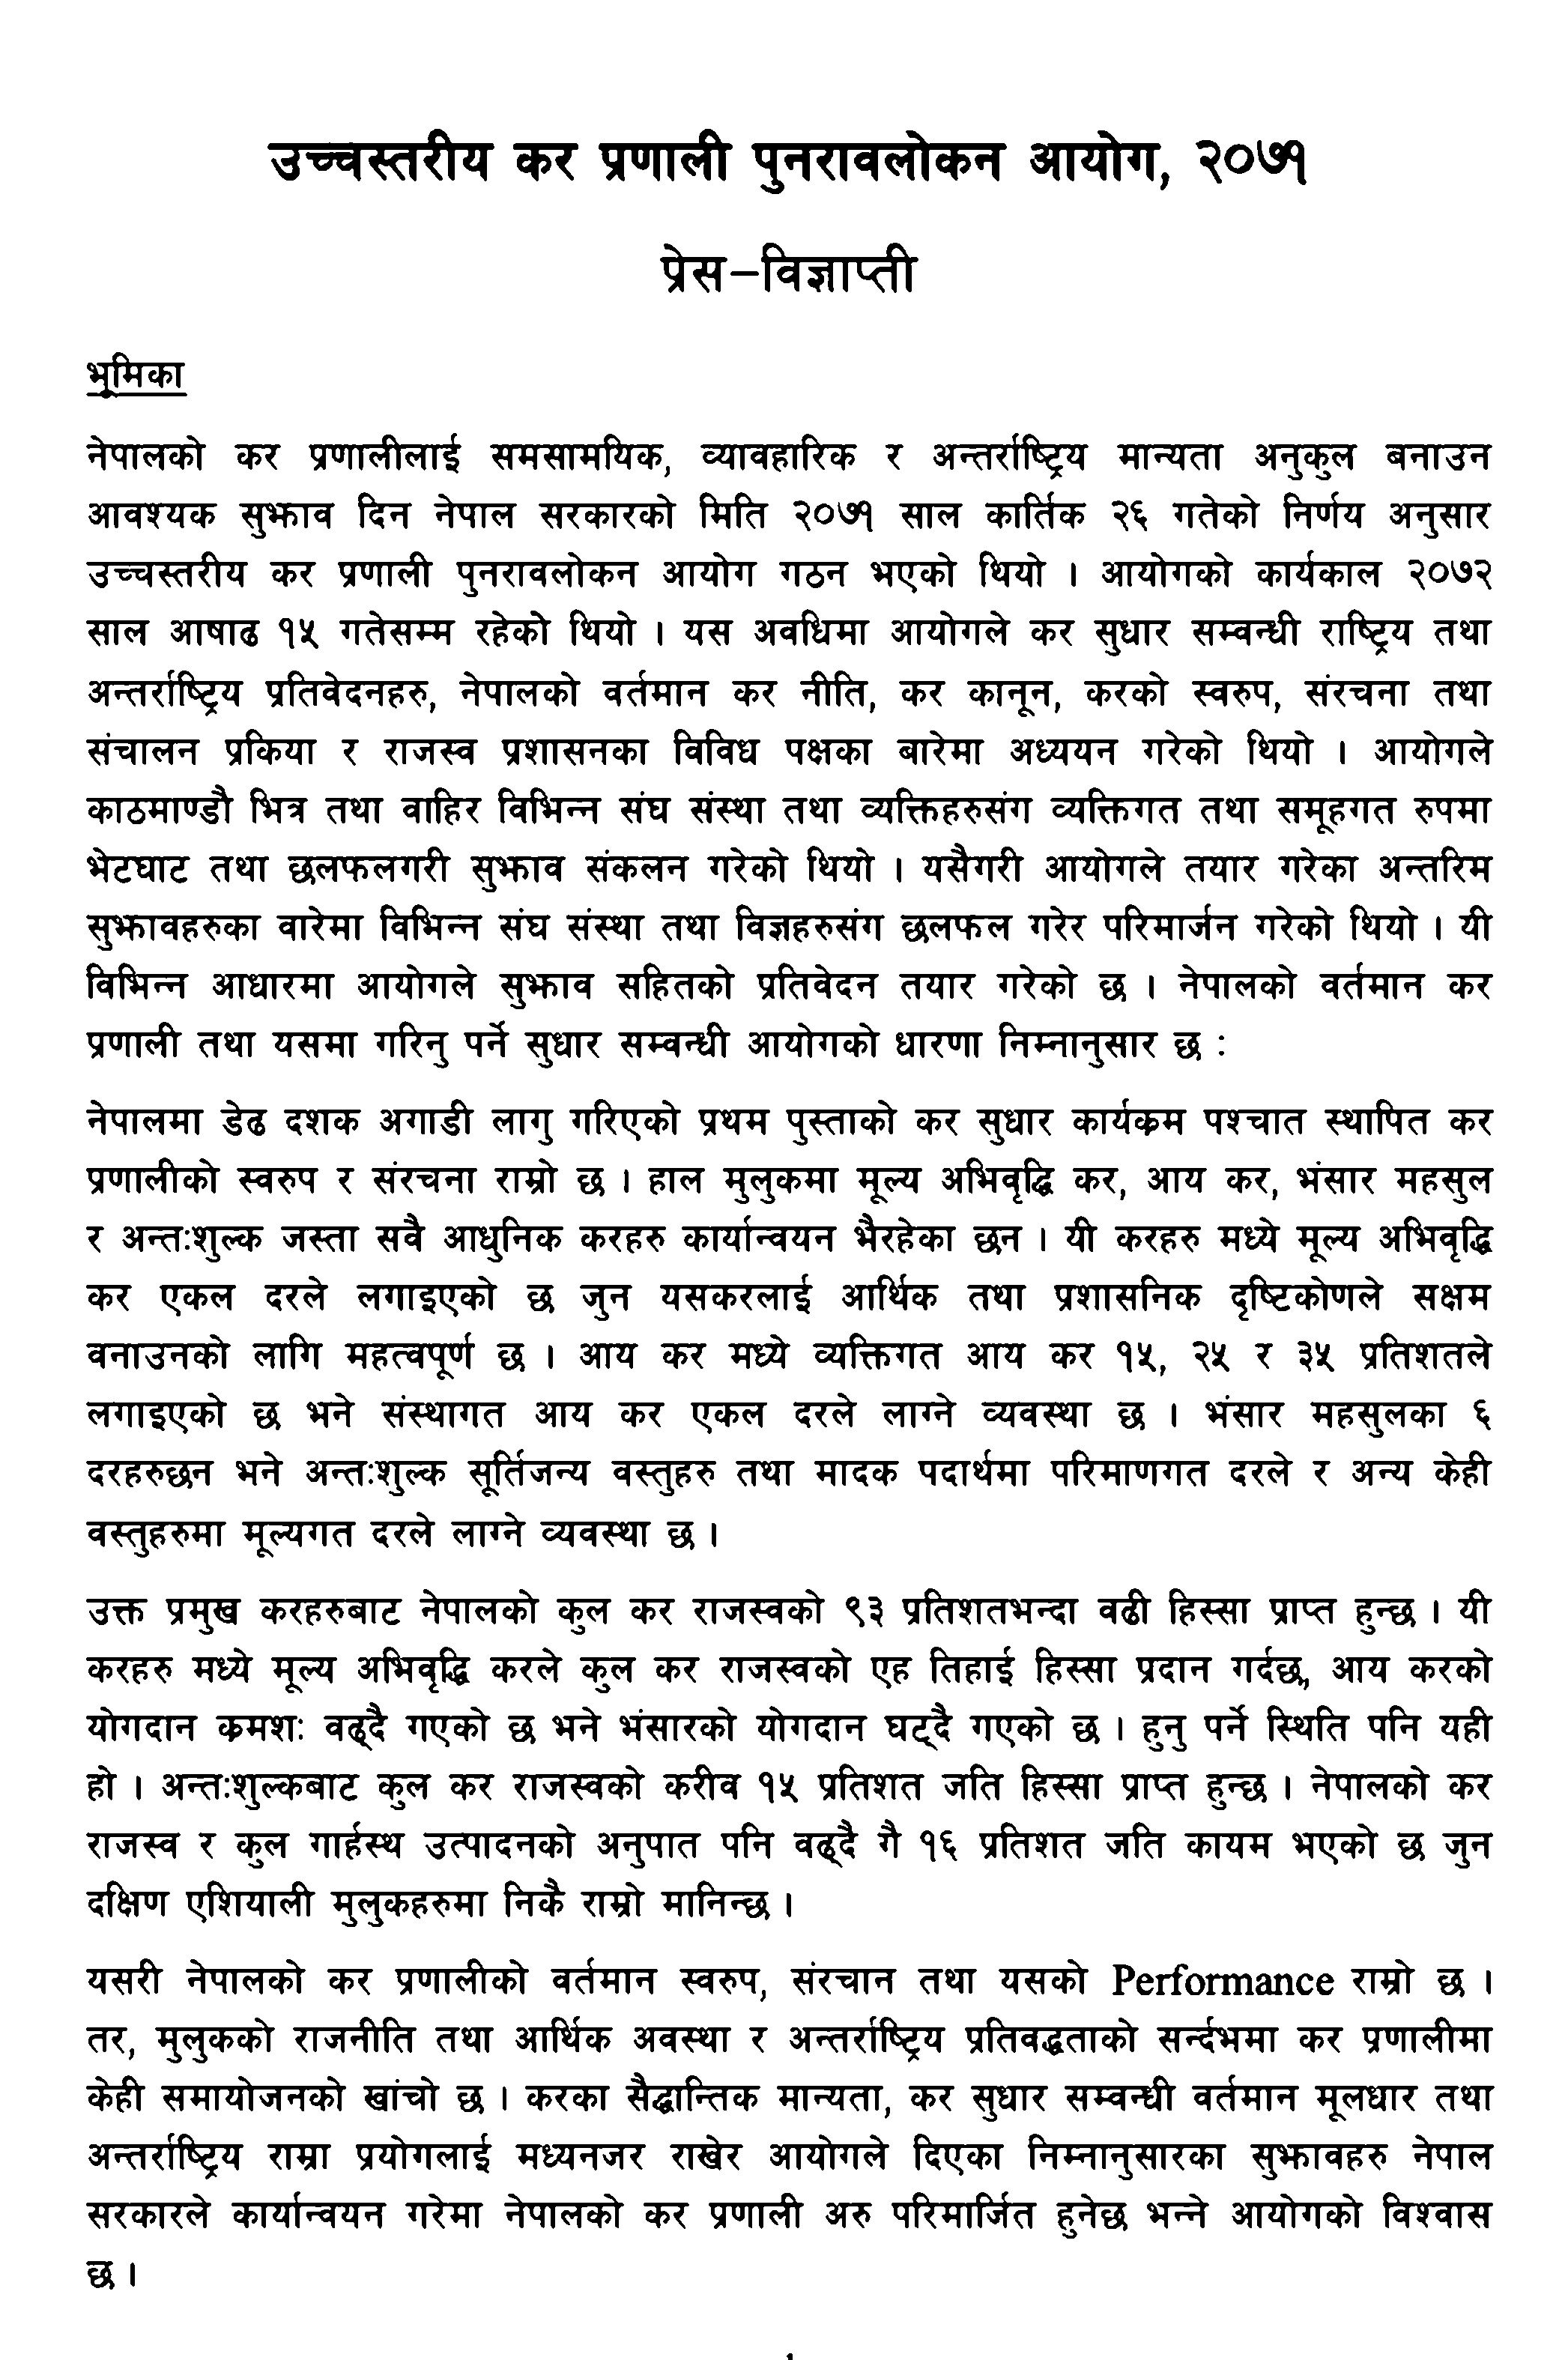 उच्चस्तरीय कर प्रणाली पुनरावलोकन आयोग, २०७१
प्रेस–विज्ञाप्ती
भूमिका
नेपालको कर प्रणालीलाई समसामयिक, व्यावहारिक र अन्तर्राष्ट्रिय मान्यता अनुकुल बनाउन
आवश्यक सुझाव दिन नेपाल सरकारको मिति २०७१ साल कार्तिक २६ गतेको निर्णय अनुसार
उच्चस्तरीय कर प्रणाली पुनरावलोकन आयोग गठन भएको थियो । आयोगको कार्यकाल २०७२
साल आषाढ १५ गतेसम्म रहेको थियो । यस अवधिमा आयोगले कर सुधार सम्वन्धी राष्ट्रिय तथा
अन्तर्राष्ट्रिय प्रतिवेदनहरु, नेपालको वर्तमान कर नीति, कर कानून, करको स्वरुप, संरचना तथा
संचालन प्रकिया र राजस्व प्रशासनका विविध पक्षका बारेमा अध्ययन गरेको थियो । आयोगले
काठमाण्डौ भित्र तथा वाहिर विभिन्न संघ संस्था तथा व्यक्तिहरुसंग व्यक्तिगत तथा समूहगत रुपमा
भेटघाट तथा छलफलगरी सुझाव संकलन गरेको थियो । यसैगरी आयोगले तयार गरेका अन्तरिम
सुझावहरुका वारेमा विभिन्न संघ संस्था तथा विज्ञहरुसंग छलफल गरेर परिमार्जन गरेको थियो । यी
विभिन्न आधारमा आयोगले सुझाव सहितको प्रतिवेदन तयार गरेको छ । नेपालको वर्तमान कर
प्रणाली तथा यसमा गरिनु पर्ने सुधार सम्वन्धी आयोगको धारणा निम्नानुसार छ :
नेपालमा डेढ दशक अगाडी लागु गरिएको प्रथम पुस्ताको कर सुधार कार्यक्रम पश्चात स्थापित कर
प्रणालीको स्वरुप र संरचना राम्रो छ । हाल मुलुकमा मूल्य अभिवृद्धि कर, आय कर, भंसार महसुल
र अन्तःशुल्क जस्ता सवै आधुनिक करहरु कार्यान्वयन भैरहेका छन । यी करहरु मध्ये मूल्य अभिवृद्धि
कर एकल दरले लगाइएको छ जुन यसकरलाई आर्थिक तथा प्रशासनिक दृष्टिकोणले सक्षम
वनाउनको लागि महत्वपूर्ण छ । आय कर मध्ये व्यक्तिगत आय कर १५, २५ र ३५ प्रतिशतले
लगाइएको छ भने संस्थागत आय कर एकल दरले लाग्ने व्यवस्था छ । भंसार महसुलका ६
दरहरुछन भने अन्तःशुल्क सूर्तिजन्य वस्तुहरु तथा मादक पदार्थमा परिमाणगत दरले र अन्य केही
वस्तुहरुमा मूल्यगत दरले लाग्ने व्यवस्था छ ।
उक्त प्रमुख करहरुबाट नेपालको कुल कर राजस्वको ९३ प्रतिशतभन्दा वढी हिस्सा प्राप्त हुन्छ । यी
करहरु मध्ये मूल्य अभिवृद्धि करले कुल कर राजस्वको एह तिहाई हिस्सा प्रदान गर्दछ, आय करको
योगदान क्रमशः वढ्दै गएको छ भने भंसारको योगदान घट्दै गएको छ । हुनु पर्ने स्थिति पनि यही
हो । अन्तःशुल्कबाट कुल कर राजस्वको करीव १५ प्रतिशत जति हिस्सा प्राप्त हुन्छ । नेपालको कर
राजस्व र कुल गार्हस्थ उत्पादनको अनुपात पनि वढ्दै गै १६ प्रतिशत जति कायम भएको छ जुन
दक्षिण एशियाली मुलुकहरुमा निकै राम्रो मानिन्छ ।
यसरी नेपालको कर प्रणालीको वर्तमान स्वरुप, संरचान तथा यसको Performance राम्रो छ ।
तर, मुलुकको राजनीति तथा आर्थिक अवस्था र अन्तर्राष्ट्रिय प्रतिवद्धताको सर्न्दभमा कर प्रणालीमा
केही समायोजनको खांचो छ । करका सैद्धान्तिक मान्यता, कर सुधार सम्वन्धी वर्तमान मूलधार तथा
अन्तर्राष्ट्रिय राम्रा प्रयोगलाई मध्यनजर राखेर आयोगले दिएका निम्नानुसारका सुझावहरु नेपाल
सरकारले कार्यान्वयन गरेमा नेपालको कर प्रणाली अरु परिमार्जित हुनेछ भन्ने आयोगको विश्वास
छ ।